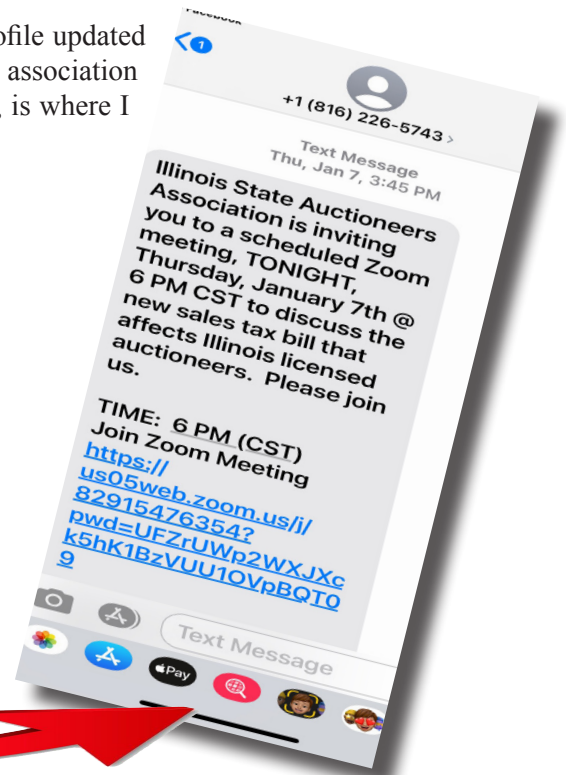 ofile updated
association
, is where I
Facebook
1
+1 (816) 226-5743 >
Text Message
Thu, Jan 7, 3:45 PM
Illinois State Auctioneers
Association is inviting
you to a scheduled Zoom
meeting, TONIGHT,
Thursday, January 7th @
6 PM CST to discuss the
new sales tax bill that
affects Illinois licensed
auctioneers.  Please join
us.
TIME:  6 PM (CST)
Join Zoom Meeting
https://
us05web.zoom.us/j/
82915476354?
pwd=UFZrUWp2WXJXc
k5hK1BzVUU1OVpBQT0
9
Text Message
Pay